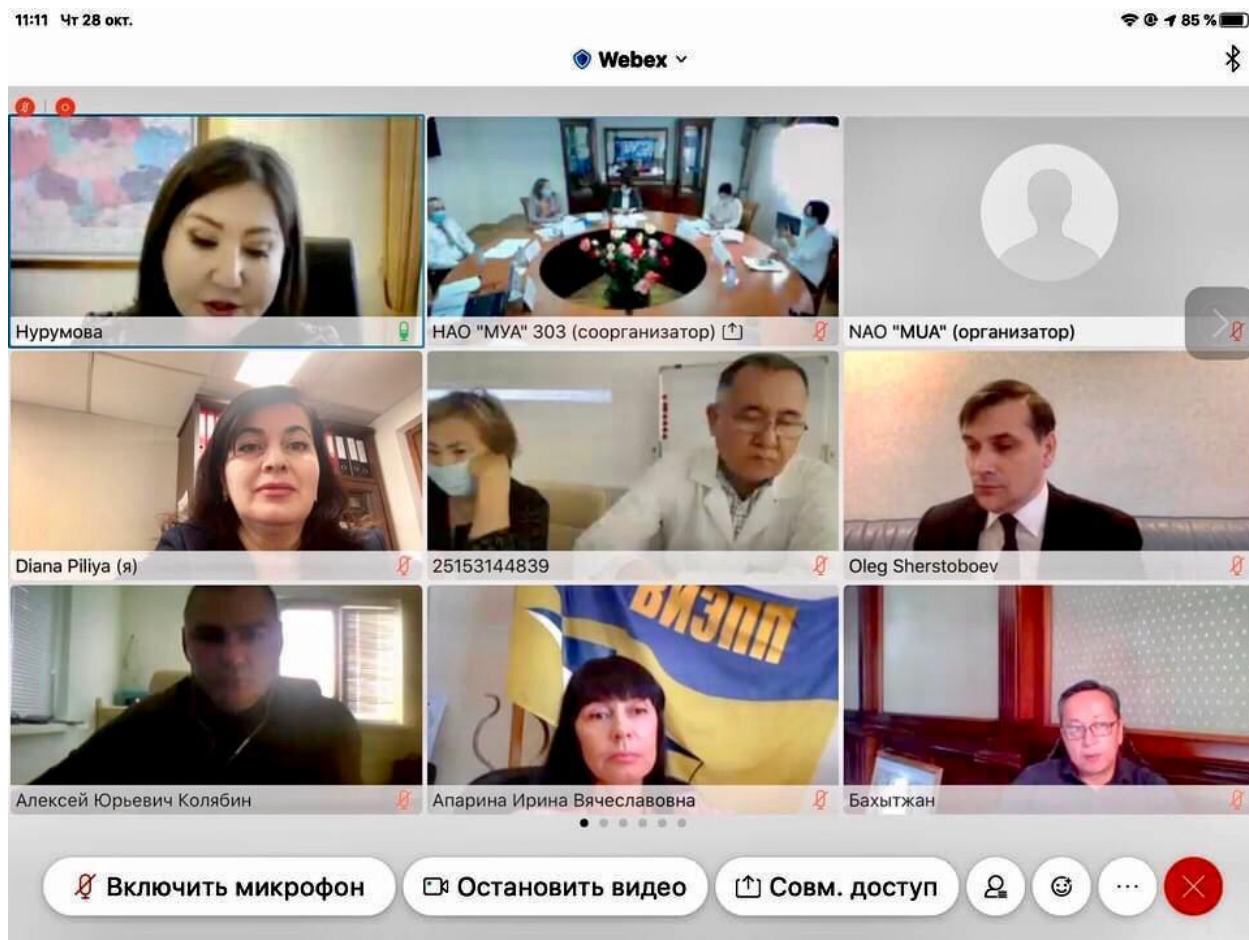 11:11 Чт 28 окт.
85 %
Webex
Нурумова
НАО "МУА" 303 (соорганизатор)
NAO "MUA" (организатор)
Diana Piliya (я)
25153144839
Oleg Sherstoboev
ВИЭПП
Алексей Юрьевич Колябин
Апарина Ирина Вячеславовна
Бахытжан
Включить микрофон
Остановить видео
Совм. доступ